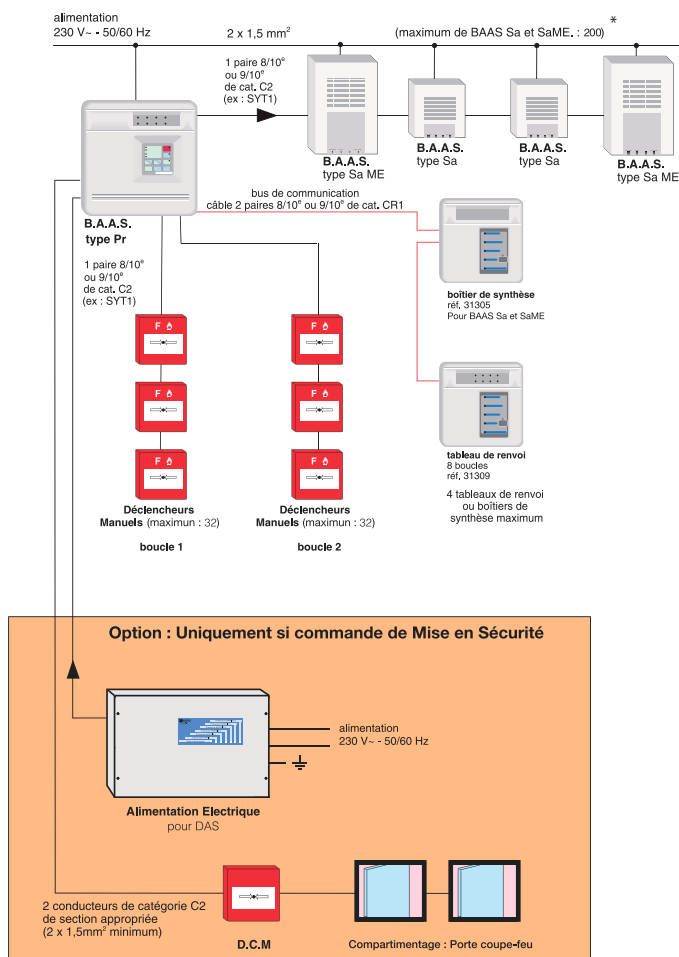 alimentation
230 V~ - 50/60 Hz
2 x 1,5 mm²
(maximum de BAAS Sa et SaME. : 200) *
1 paire 8/10°
ou 9/10°
de cat. C2
(ex : SYT1)
B.A.A.S.
type Sa ME
B.A.A.S.
type Sa
B.A.A.S.
type Sa
B.A.A.S.
type Sa ME
B.A.A.S.
type Pr
bus de communication
câble 2 paires 8/10° ou 9/10° de cat. CR1
1 paire 8/10°
ou 9/10°
de cat. C2
(ex : SYT1)
boîtier de synthèse
réf. 31305
Pour BAAS Sa et SaME
F
F
F
F
F
F
tableau de renvoi
8 boucles
réf. 31309
4 tableaux de renvoi
ou boîtiers de
synthèse maximum
Déclencheurs
Manuels (maximun : 32)
boucle 1
Déclencheurs
Manuels (maximun : 32)
boucle 2
Option : Uniquement si commande de Mise en Sécurité
alimentation
230 V~ - 50/60 Hz
Alimentation Electrique
pour DAS
2 conducteurs de catégorie C2
de section appropriée
(2 x 1,5mm² minimum)
D.C.M
Compartimentage : Porte coupe-feu